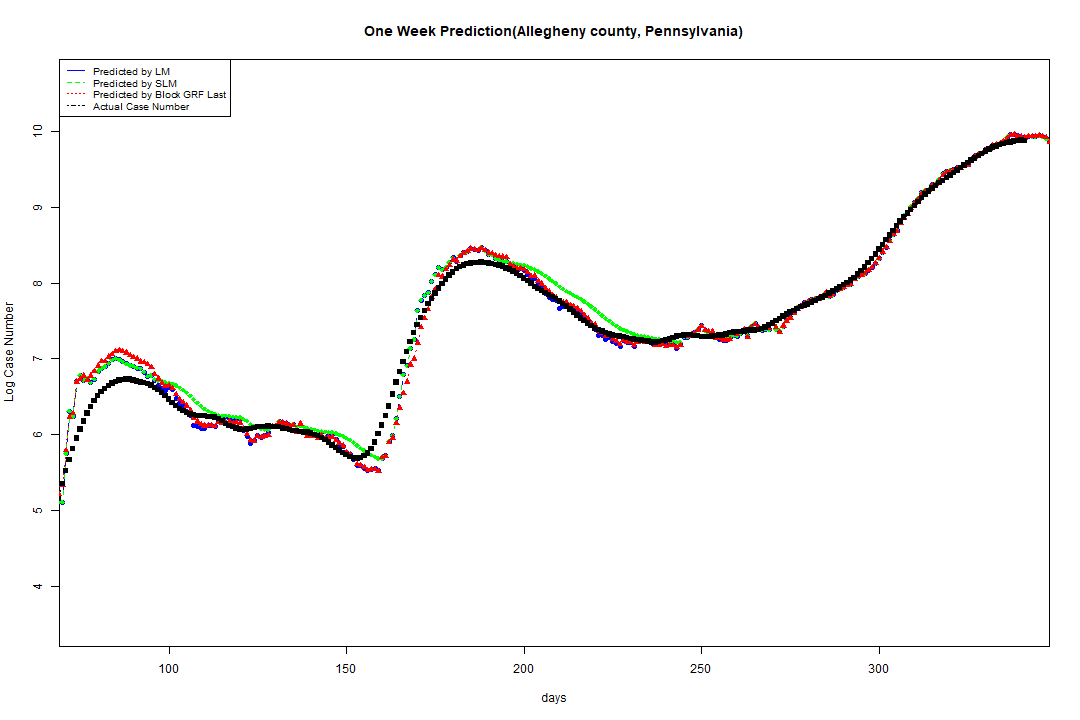 One Week Prediction(Allegheny county, Pennsylvania)
Predicted by LM
Predicted by SLM
Predicted by Block GRF Last
Actual Case Number
Log Case Number
10
9
8
7
6
5
4
100 150 200 250 300
days